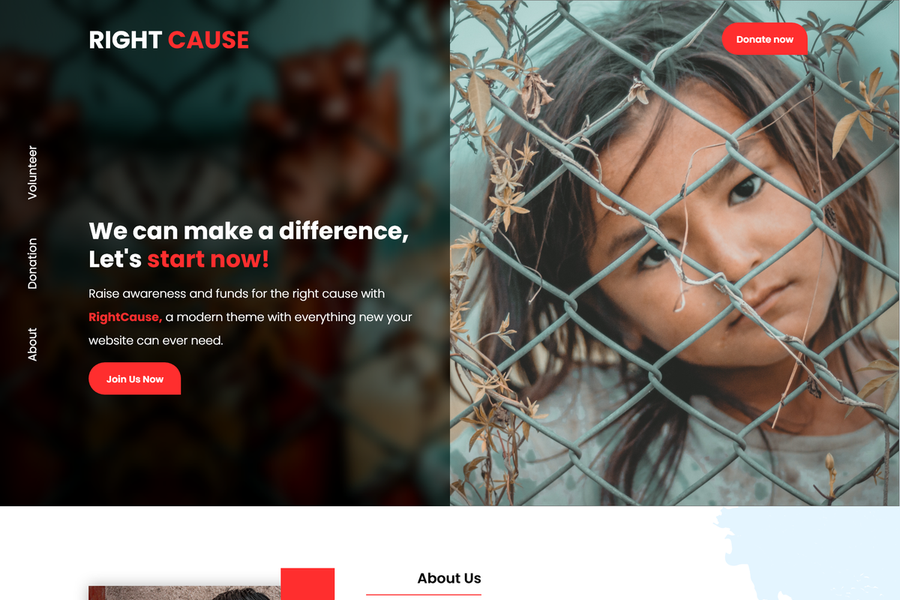 RIGHT CAUSE
Donate now
Volunteer
Donation
About
We can make a difference,
Let's start now!
Raise awareness and funds for the right cause with
RightCause, a modern theme with everything new your
website can ever need.
Join Us Now
About Us